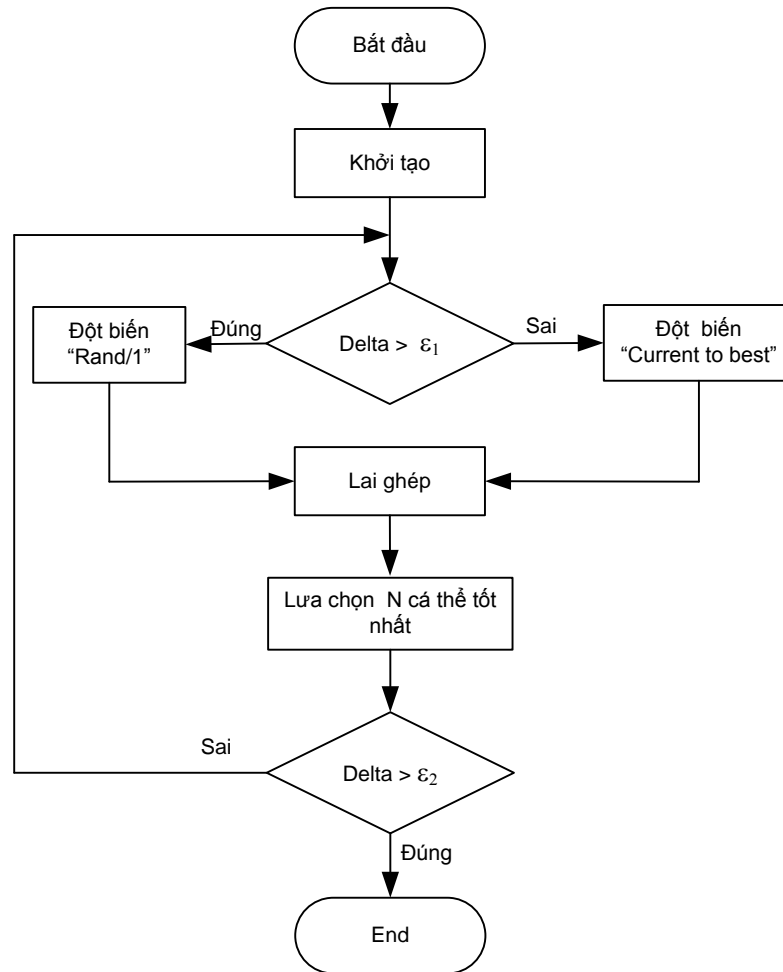 Bắt đầu
Khởi tạo
Đột biến
“Rand/1”
Đúng
Delta > ε₁
Sai
Đột biến
“Current to best”
Lai ghép
Lưa chọn N cá thể tốt
nhất
Sai
Delta > ε₂
Đúng
End